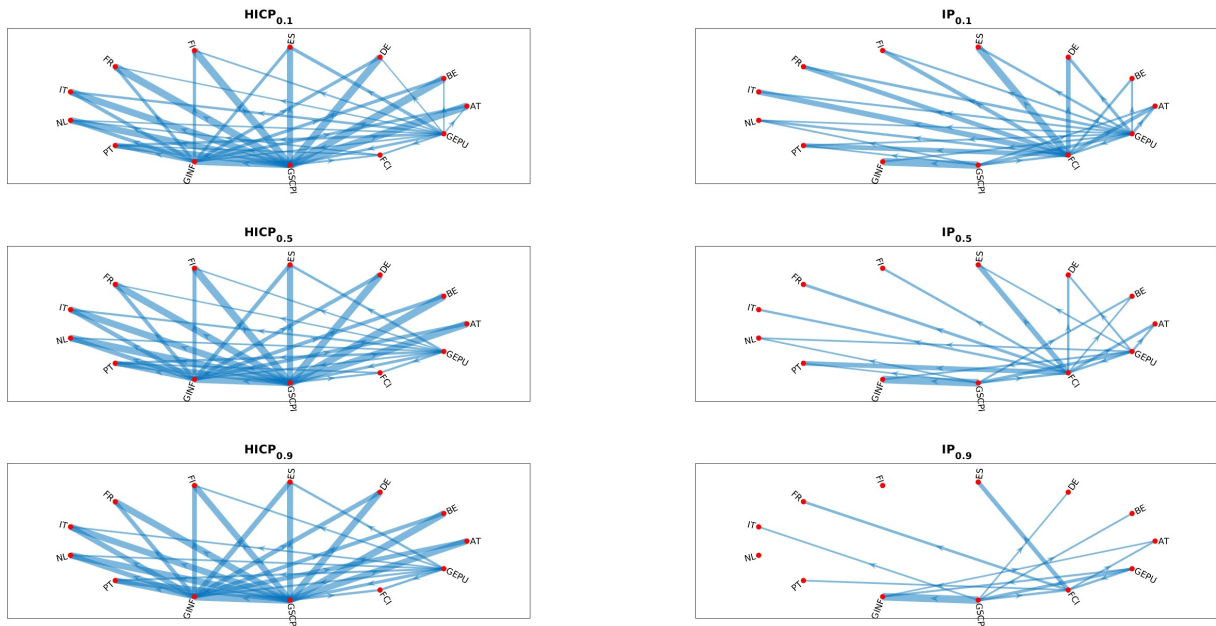 HICP0.1
IP0.1
FI
ES
DE
FR
BE
IT
AT
NL
GEPU
PT
FCI
GINF
GSCPI
FI
ES
DE
FR
BE
IT
AT
NL
GEPU
PT
FCI
GINF
GSCPI
HICP0.5
IP0.5
FI
ES
DE
FR
BE
IT
AT
NL
GEPU
PT
FCI
GINF
GSCPI
FI
ES
DE
FR
BE
IT
AT
NL
GEPU
PT
FCI
GINF
GSCPI
HICP0.9
IP0.9
FI
ES
DE
FR
BE
IT
AT
NL
GEPU
PT
FCI
GINF
GSCP
FI
ES
DE
FR
BE
IT
AT
NL
GEPU
PT
FCI
GINF
GSCP